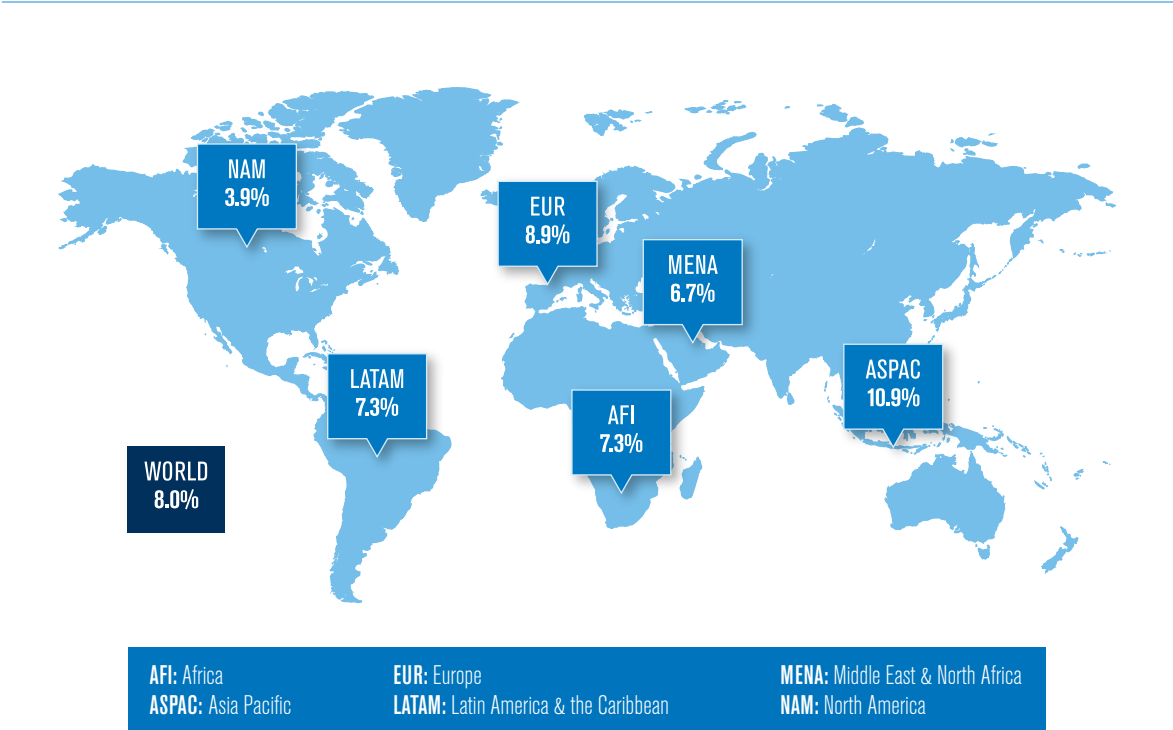 NAM
3.9%
EUR
8.9%
MENA
6.7%
LATAM
7.3%
ASPAC
10.9%
AFI
7.3%
WORLD
8.0%
AFI: Africa
ASPAC: Asia Pacific
EUR: Europe
LATAM: Latin America & the Caribbean
MENA: Middle East & North Africa
NAM: North America